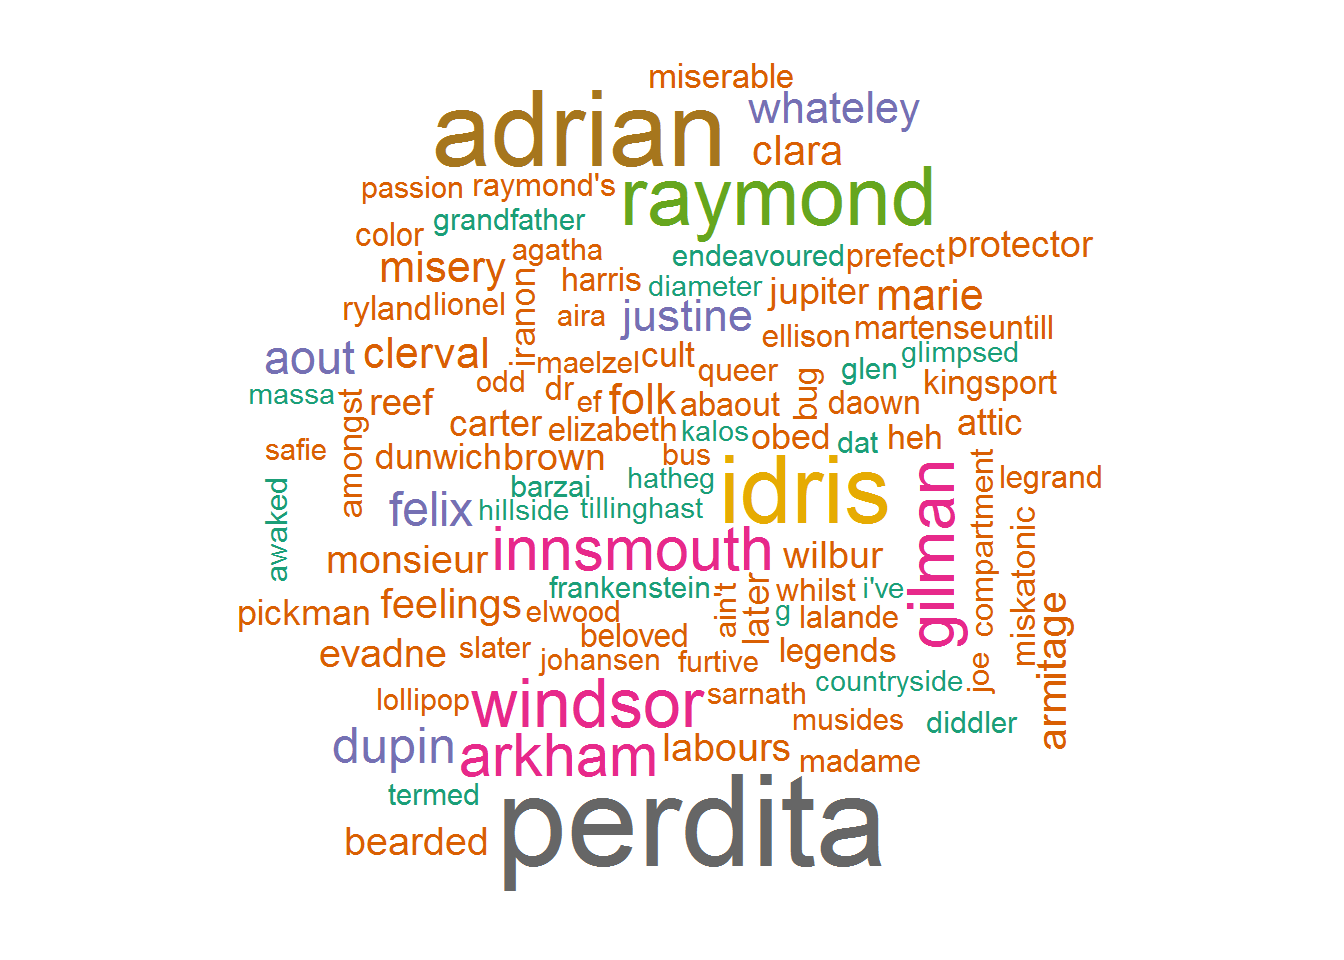 miserable
adrian
whateley
clara
passion
raymond's
raymond
grandfather
color
agatha
endeavoured
prefect
protector
misery
iranon
harris
diameter
jupiter
marie
ryland
lionel
aira
justine
ellison
martense
untill
aout
clerval
maelzel
cult
queer
glen
glimpsed
massa
amongst
reef
odd
dr
ef
folk
abaout
bug
daown
kingsport
carter
elizabeth
kalos
obed
dat
heh
attic
safie
dunwich
brown
bus
hatheg
idris
gilman
compartment
legrand
awaked
felix
barzai
hillside
tillinghast
miskatonic
monsieur
innsmouth
wilbur
frankenstein
ain't
later
whilst
i've
pickman
feelings
elwood
g
lalande
armitage
beloved
evadne
slater
johansen
furtive
legends
joe
lollipop
windsor
sarnath
countryside
musides
diddler
dupin
arkham
labours
madame
termed
perdita
bearded